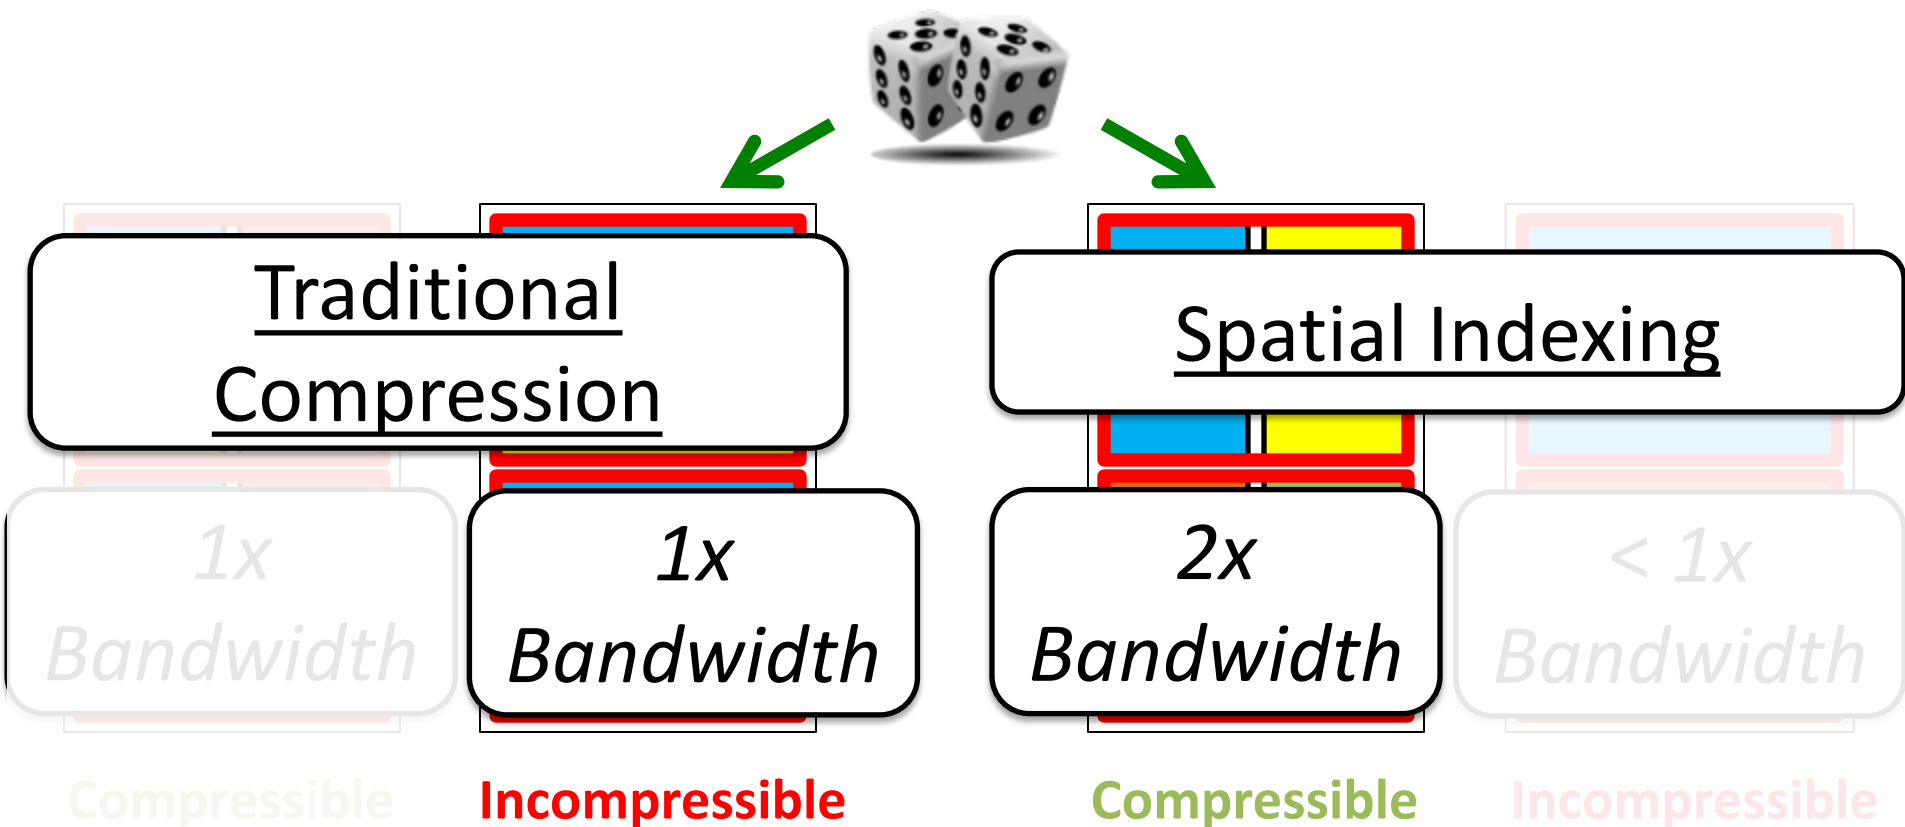 Traditional
Compression
Spatial Indexing
1x
Bandwidth
1x
Bandwidth
2x
Bandwidth
< 1x
Bandwidth
Compressible
Incompressible
Compressible
Incompressible